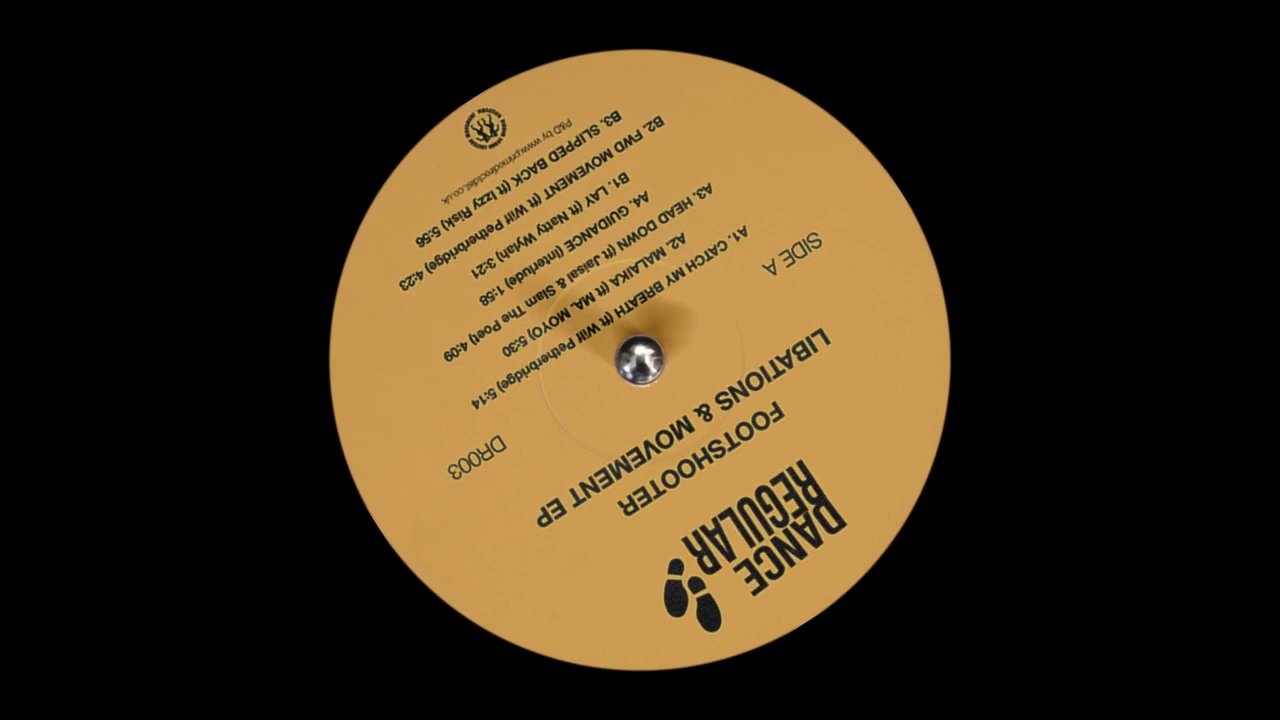 DANCE
REGULAR
FOOTSHOOTER
LIBATIONS & MOVEMENT EP
SIDE A
DR003
A1. CATCH MY BREATH (ft Wilf Petherbridge) 5:14
A2. MALAIKA (ft MA. MOYO) 5:30
A3. HEAD DOWN (ft Jaisal & Slam The Poet) 4:09
A4. GUIDANCE (Interlude) 1:58
B1. LAY (ft Natty Wylah) 3:21
B2. FWD MOVEMENT (ft Wilf Petherbridge) 4:23
B3. SLIPPED BACK (ft Izzy Risk) 5:56
P&D by www.primedirectdist.co.uk